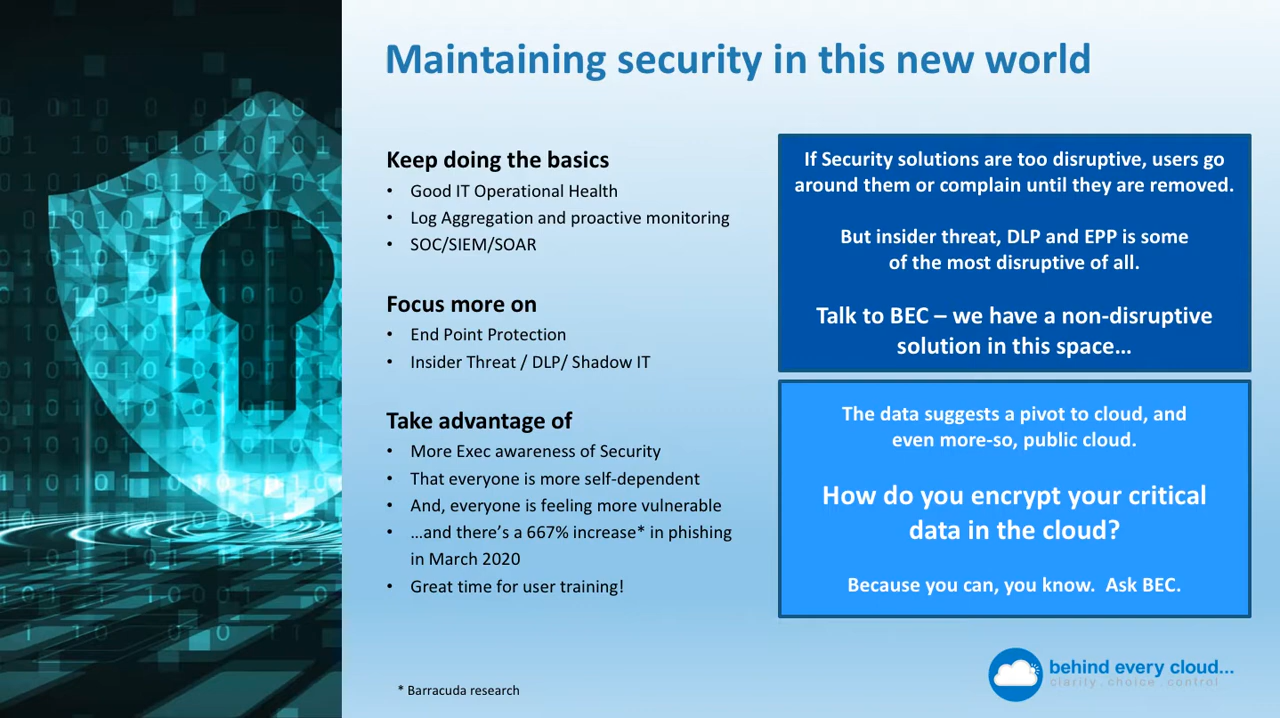 Maintaining security in this new world
Keep doing the basics
• Good IT Operational Health
• Log Aggregation and proactive monitoring
• SOC/SIEM/SOAR
Focus more on
• End Point Protection
• Insider Threat / DLP/ Shadow IT
Take advantage of
• More Exec awareness of Security
• That everyone is more self-dependent
• And, everyone is feeling more vulnerable
• …and there’s a 667% increase* in phishing
in March 2020
• Great time for user training!
* Barracuda research
If Security solutions are too disruptive, users go
around them or complain until they are removed.
But insider threat, DLP and EPP is some
of the most disruptive of all.
Talk to BEC – we have a non-disruptive
solution in this space…
The data suggests a pivot to cloud, and
even more-so, public cloud.
How do you encrypt your critical
data in the cloud?
Because you can, you know.  Ask BEC.
behind every cloud...
clarity.choice.control